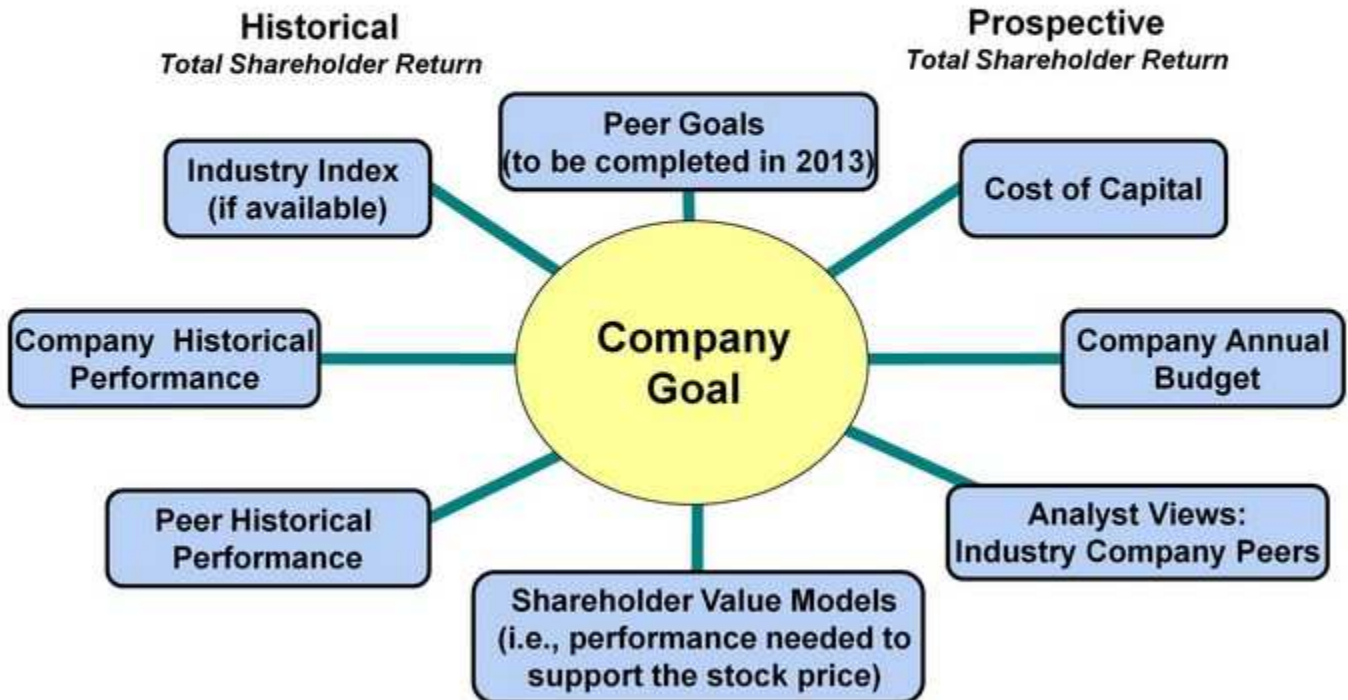 Historical
Total Shareholder Return
Prospective
Total Shareholder Return
Peer Goals
(to be completed in 2013)
Industry Index
(if available)
Cost of Capital
Company Historical
Performance
Company
Goal
Company Annual
Budget
Peer Historical
Performance
Analyst Views:
Industry Company Peers
Shareholder Value Models
(i.e., performance needed to
support the stock price)